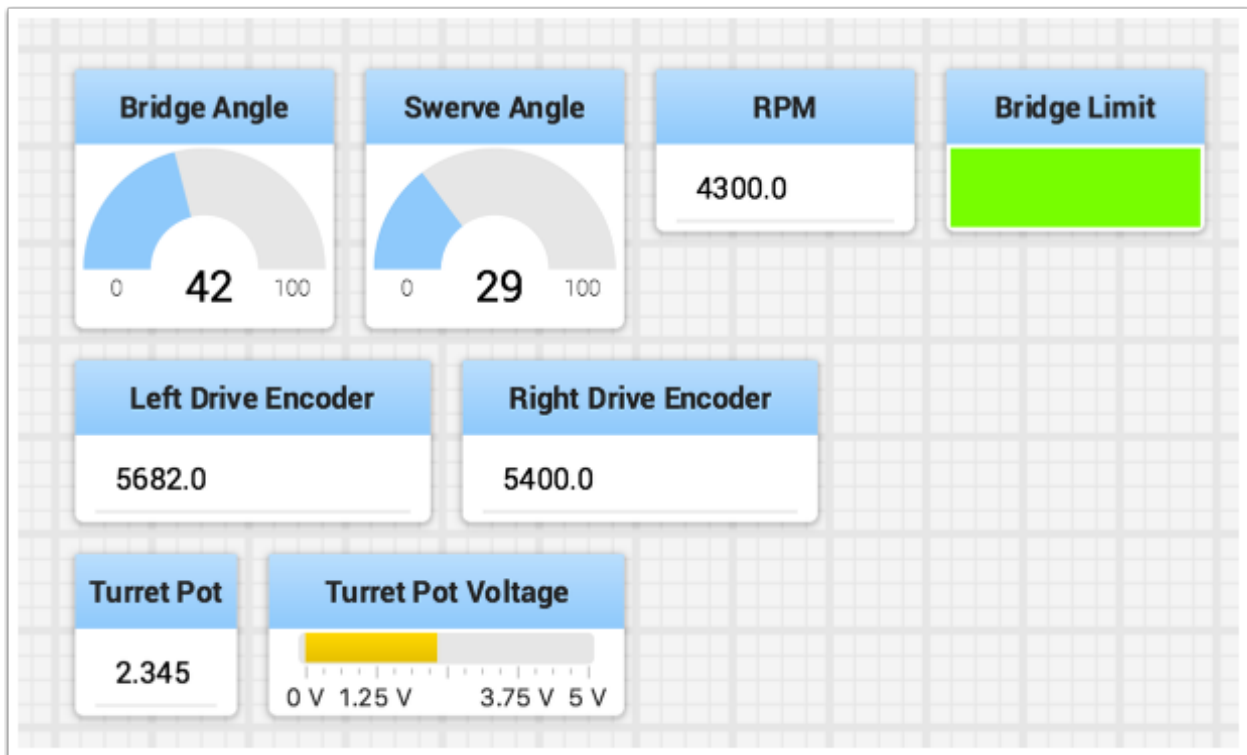 Bridge Angle
Swerve Angle
RPM
Bridge Limit
0 42 100
0 29 100
4300.0
Left Drive Encoder
Right Drive Encoder
5682.0
5400.0
Turret Pot
Turret Pot Voltage
2.345
0 V 1.25 V 3.75 V 5 V